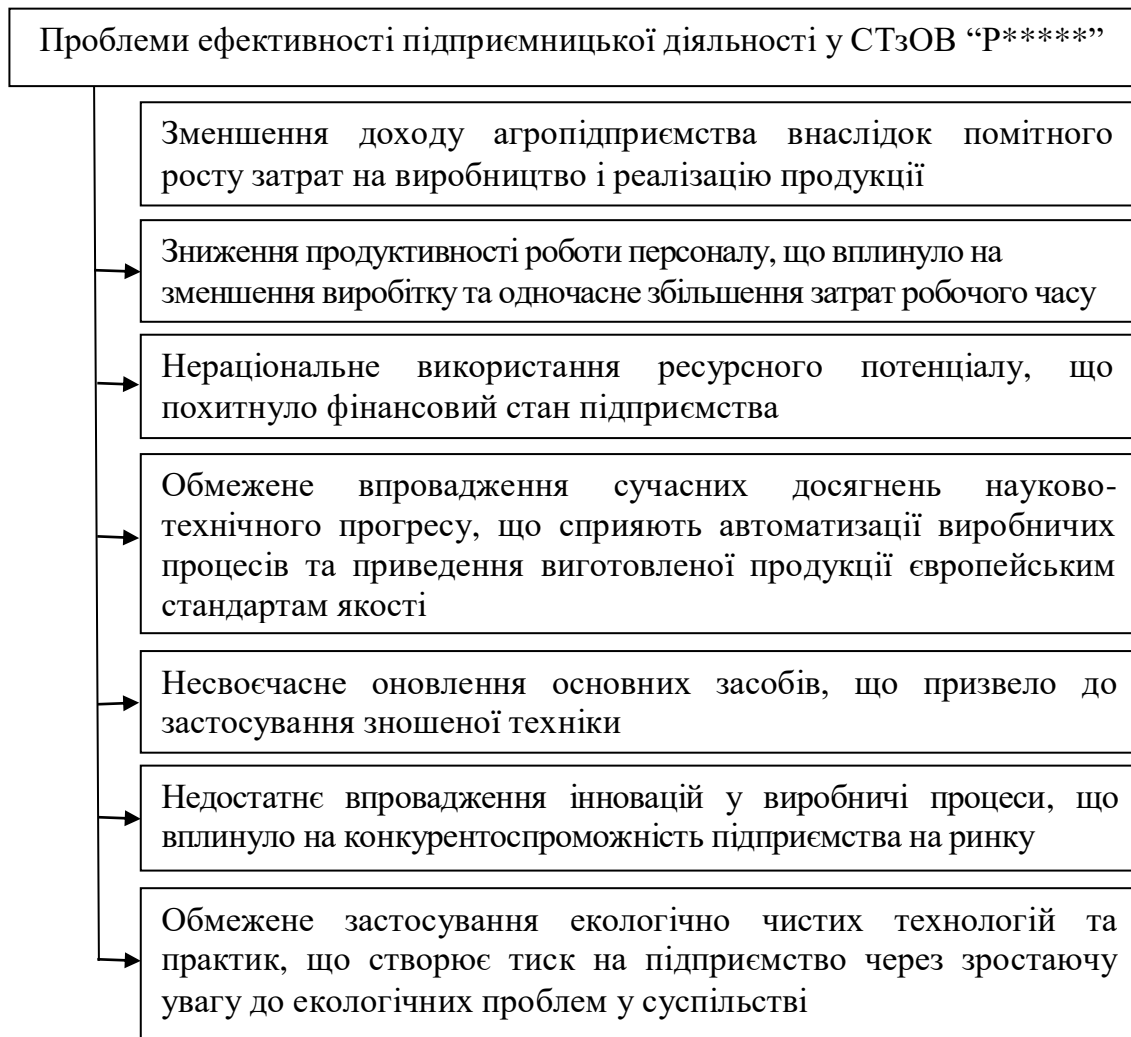 Проблеми ефективності підприємницької діяльності у СТзОВ “Р*****”
Зменшення доходу агропідприємства внаслідок помітного
росту затрат на виробництво і реалізацію продукції
Зниження продуктивності роботи персоналу, що вплинуло на
зменшення виробітку та одночасне збільшення затрат робочого часу
Нераціональне використання ресурсного потенціалу, що
похитнуло фінансовий стан підприємства
Обмежене впровадження сучасних досягнень науково-
технічного прогресу, що сприяють автоматизації виробничих
процесів та приведення виготовленої продукції європейським
стандартам якості
Несвоєчасне оновлення основних засобів, що призвело до
застосування зношеної техніки
Недостатнє впровадження інновацій у виробничі процеси, що
вплинуло на конкурентоспроможність підприємства на ринку
Обмежене застосування екологічно чистих технологій та
практик, що створює тиск на підприємство через зростаючу
увагу до екологічних проблем у суспільстві